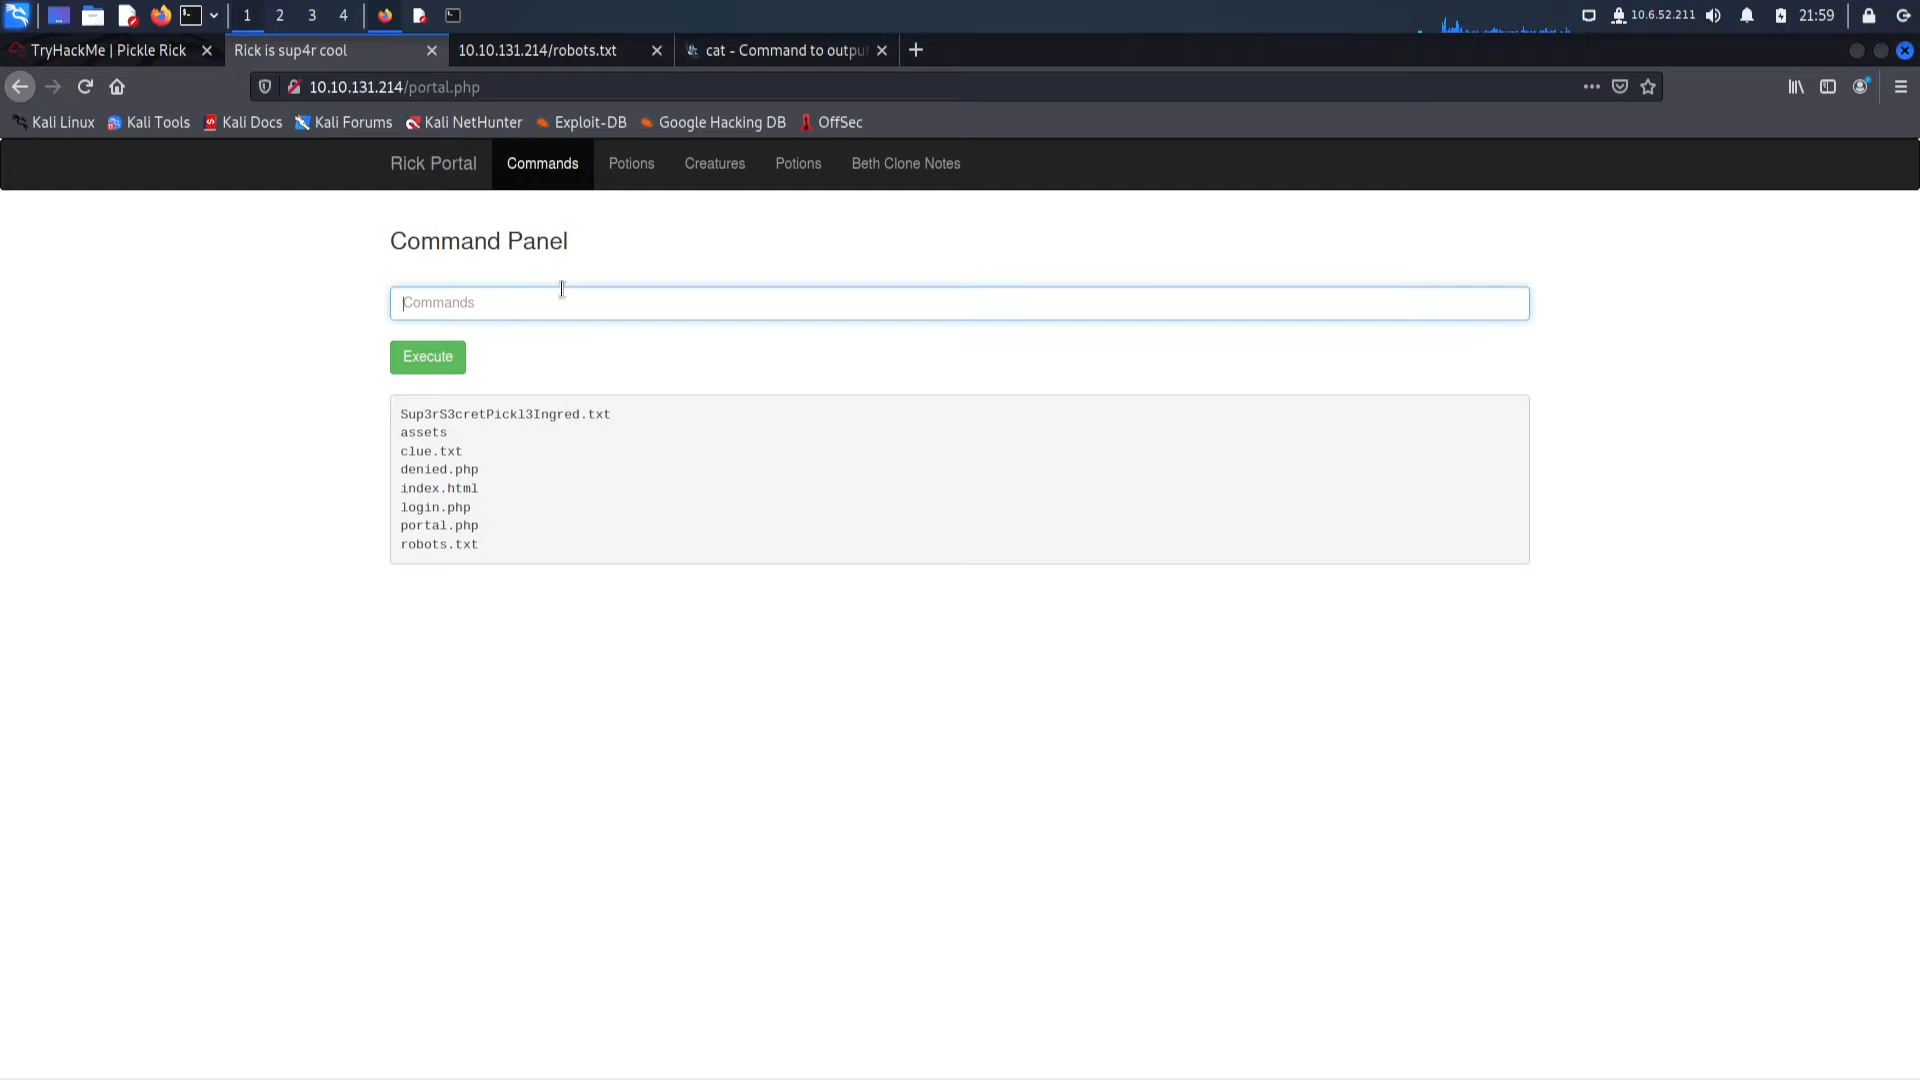 1 2 3 4 10.6.52.211 21:59
TryHackMe | Pickle Rick Rick is sup4r cool 10.10.131.214/robots.txt cat - Command to outpu
10.10.131.214/portal.php
Kali Linux Kali Tools Kali Docs Kali Forums Kali NetHunter Exploit-DB Google Hacking DB OffSec
Rick Portal Commands Potions Creatures Potions Beth Clone Notes
Command Panel
Commands
Execute
Sup3rS3cretPickl3Ingred.txt
assets
clue.txt
denied.php
index.html
login.php
portal.php
robots.txt